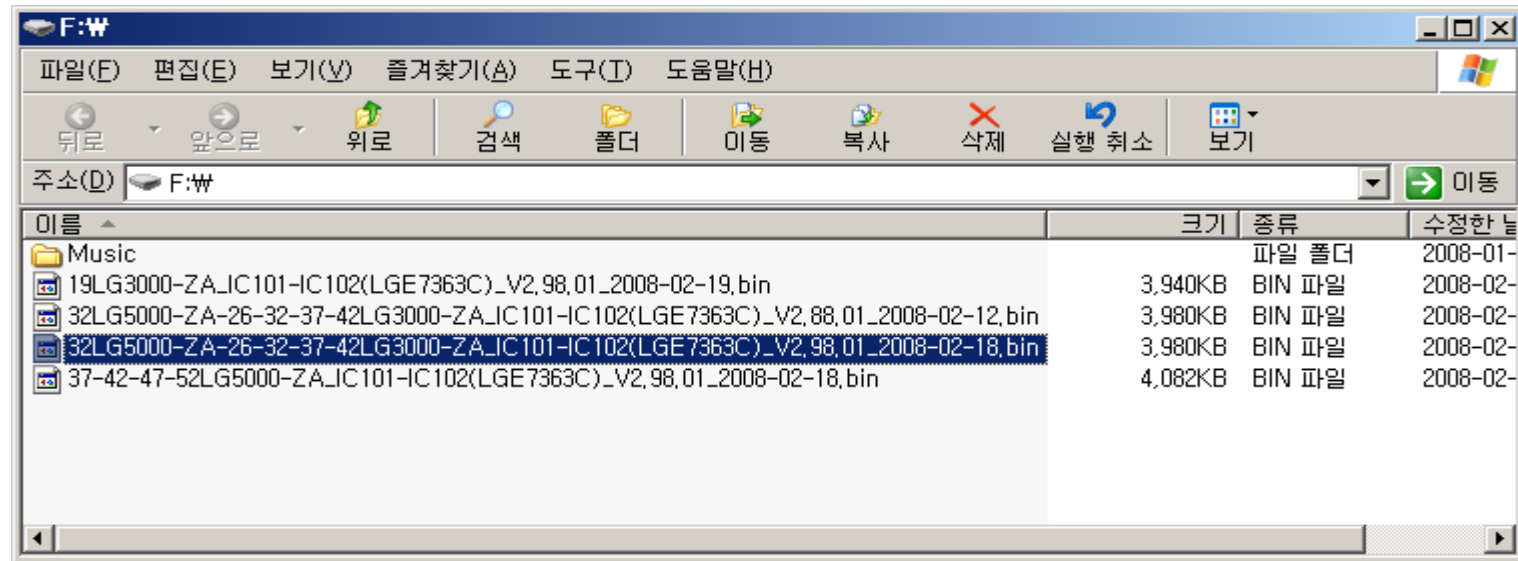 F:₩
파일(F) 편집(E) 보기(V) 즐겨찾기(A) 도구(T) 도움말(H)
뒤로 앞으로 위로 검색 폴더 이동 복사 삭제 실행 취소 보기
주소(D) F:₩ 이동
이름 크기 종류 수정한 날
Music 파일 폴더 2008-01-
19LG3000-ZA_IC101-IC102(LGE7363C)_V2,98,01_2008-02-19,bin 3,940KB BIN 파일 2008-02-
32LG5000-ZA-26-32-37-42LG3000-ZA_IC101-IC102(LGE7363C)_V2,88,01_2008-02-12,bin 3,980KB BIN 파일 2008-02-
32LG5000-ZA-26-32-37-42LG3000-ZA_IC101-IC102(LGE7363C)_V2,98,01_2008-02-18,bin 3,980KB BIN 파일 2008-02-
37-42-47-52LG5000-ZA_IC101-IC102(LGE7363C)_V2,98,01_2008-02-18,bin 4,082KB BIN 파일 2008-02-